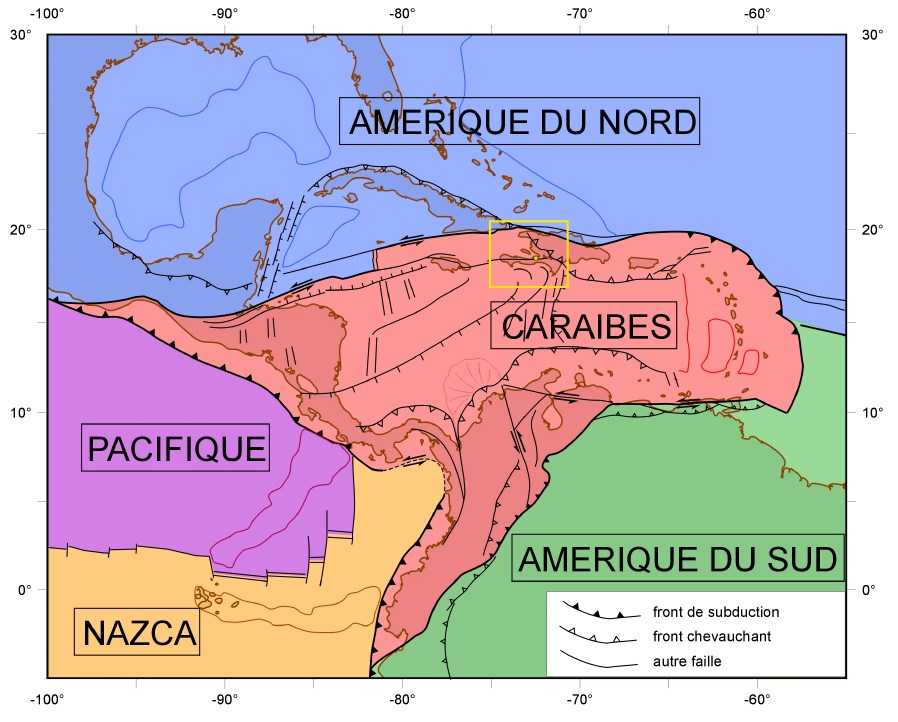 -100° -90° -80° -70° -60°
30° 30°
AMERIQUE DU NORD
20° 20°
CARAIBES
10° 10°
PACIFIQUE
AMERIQUE DU SUD
0° 0°
NAZCA
front de subduction
front chevauchant
autre faille
-100° -90° -80° -70° -60°